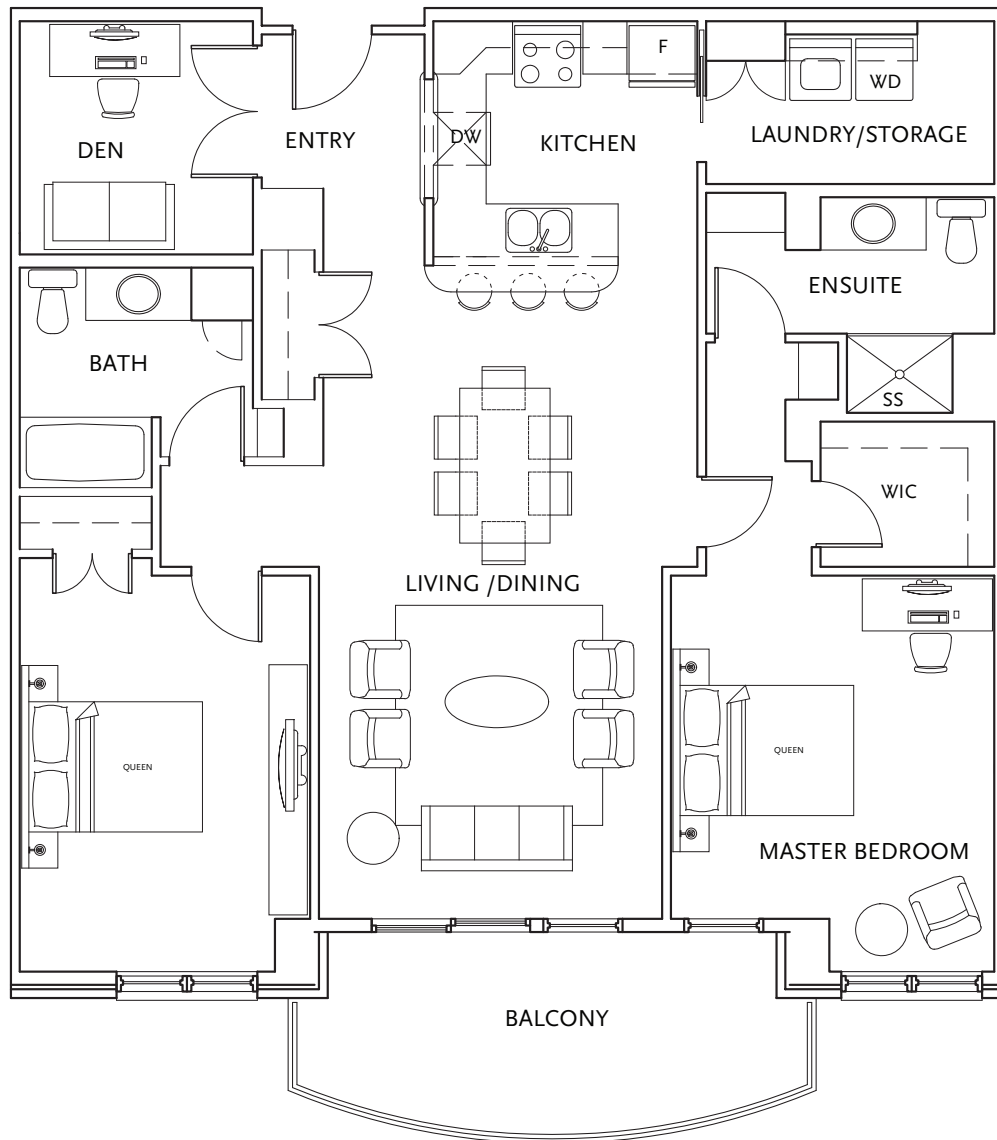 F
WD
DW
DEN
ENTRY
KITCHEN
LAUNDRY/STORAGE
ENSUITE
BATH
SS
WIC
LIVING /DINING
QUEEN
QUEEN
MASTER BEDROOM
BALCONY